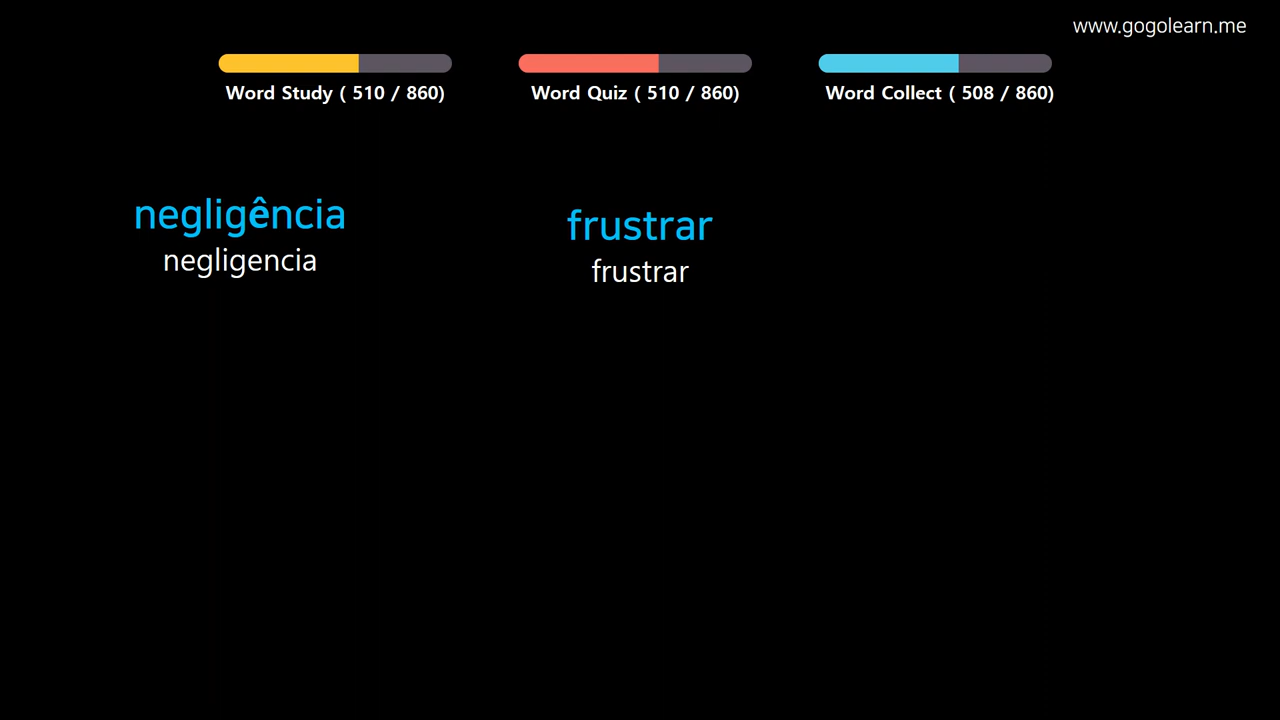 www.gogolearn.me
Word Study ( 510 / 860)
Word Quiz ( 510 / 860)
Word Collect ( 508 / 860)
negligência
negligencia
frustrar
frustrar